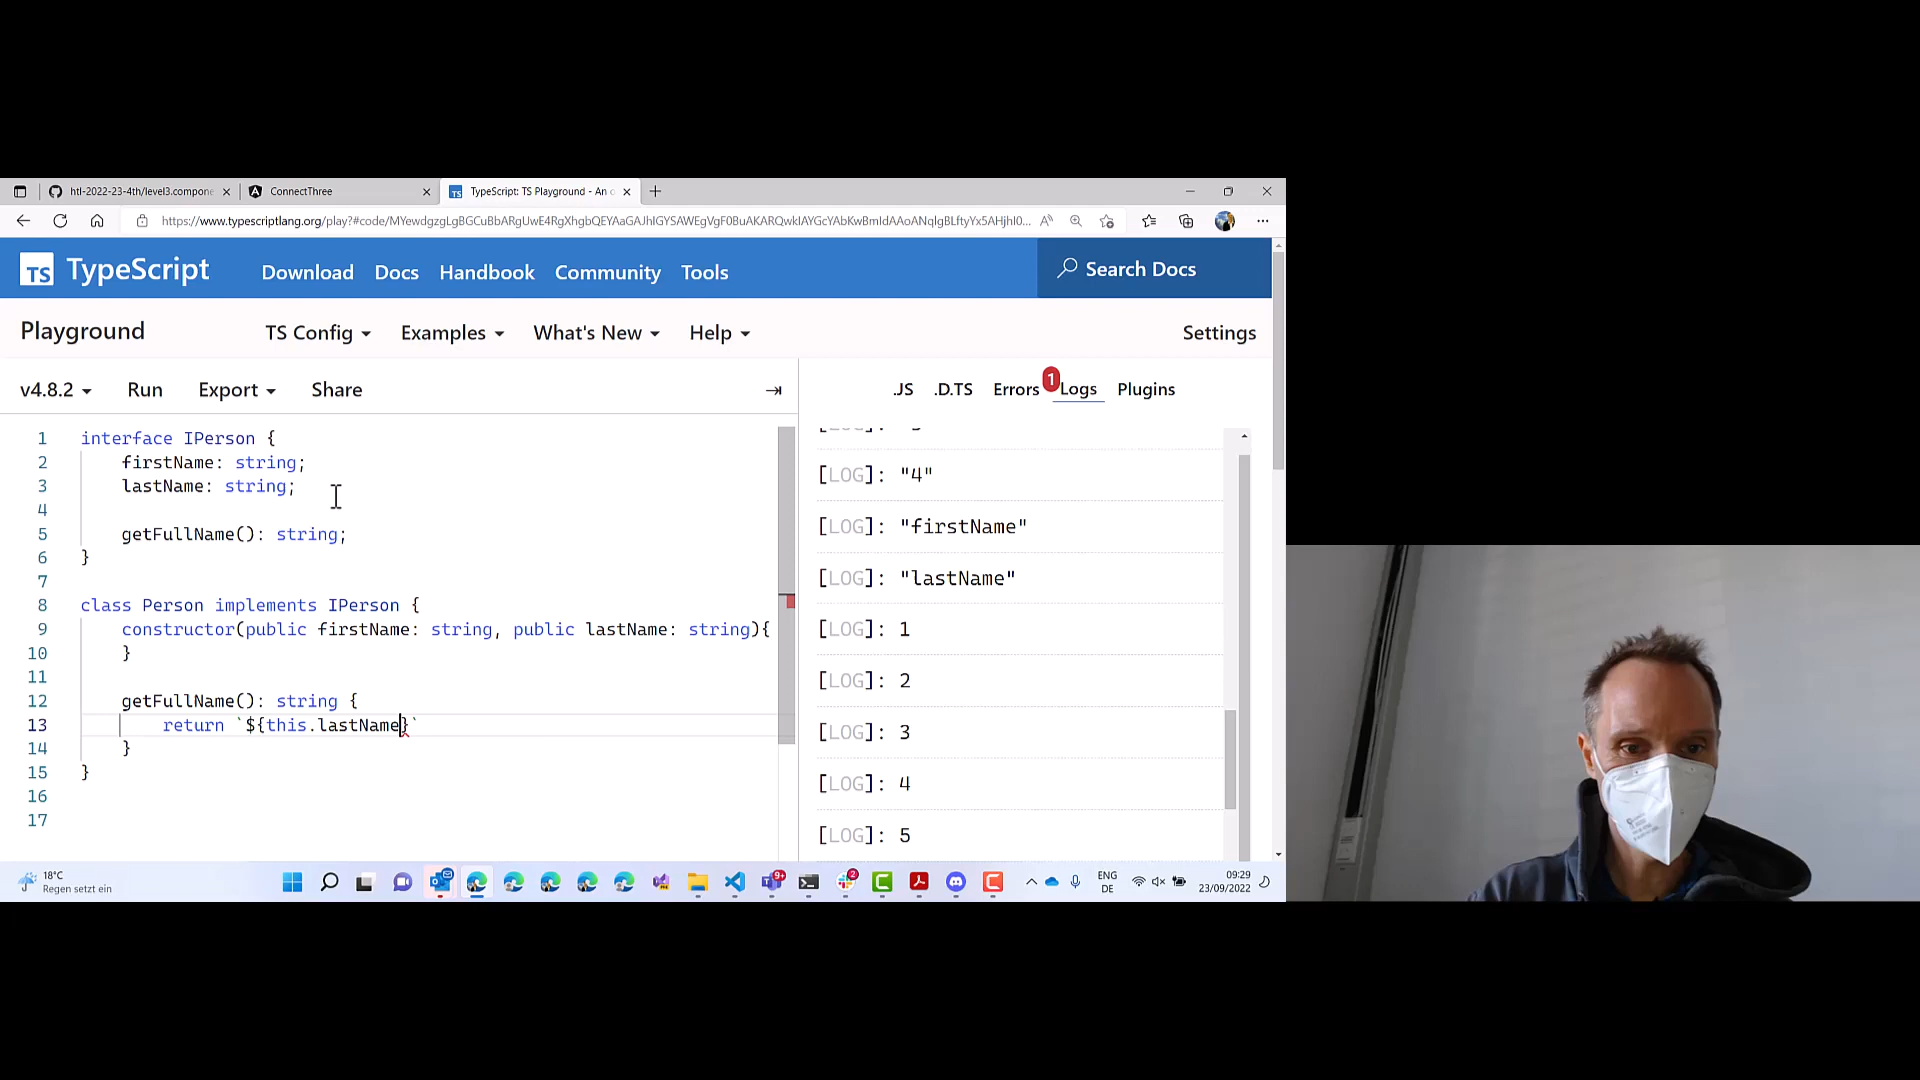 htl-2022-23-4th/level3.compone
ConnectThree
TypeScript: TS Playground - An o
https://www.typescriptlang.org/play?#code/MYewdgzgLgBGCuBbARgUwE4RgXhgbQEYAaGAJhIGYSAWEgVgF0BuAKARQwkIAYGcYAbKwBmIdAAoANqIgBLftyYx5AHjhI0...
TS TypeScript
Download Docs Handbook Community Tools
Search Docs
Playground
TS Config Examples What's New Help
Settings
v4.8.2 Run Export Share
.JS .D.TS Errors 1 Logs Plugins
1 interface IPerson {
2 firstName: string;
3 lastName: string;
4
5 getFullName(): string;
6 }
7
8 class Person implements IPerson {
9 constructor(public firstName: string, public lastName: string){
10 }
11
12 getFullName(): string {
13 return `${this.lastName}`
14 }
15 }
16
17
[LOG]: "4"
[LOG]: "firstName"
[LOG]: "lastName"
[LOG]: 1
[LOG]: 2
[LOG]: 3
[LOG]: 4
[LOG]: 5
18°C
Regen setzt ein
9+
2
ENG
DE
09:29
23/09/2022